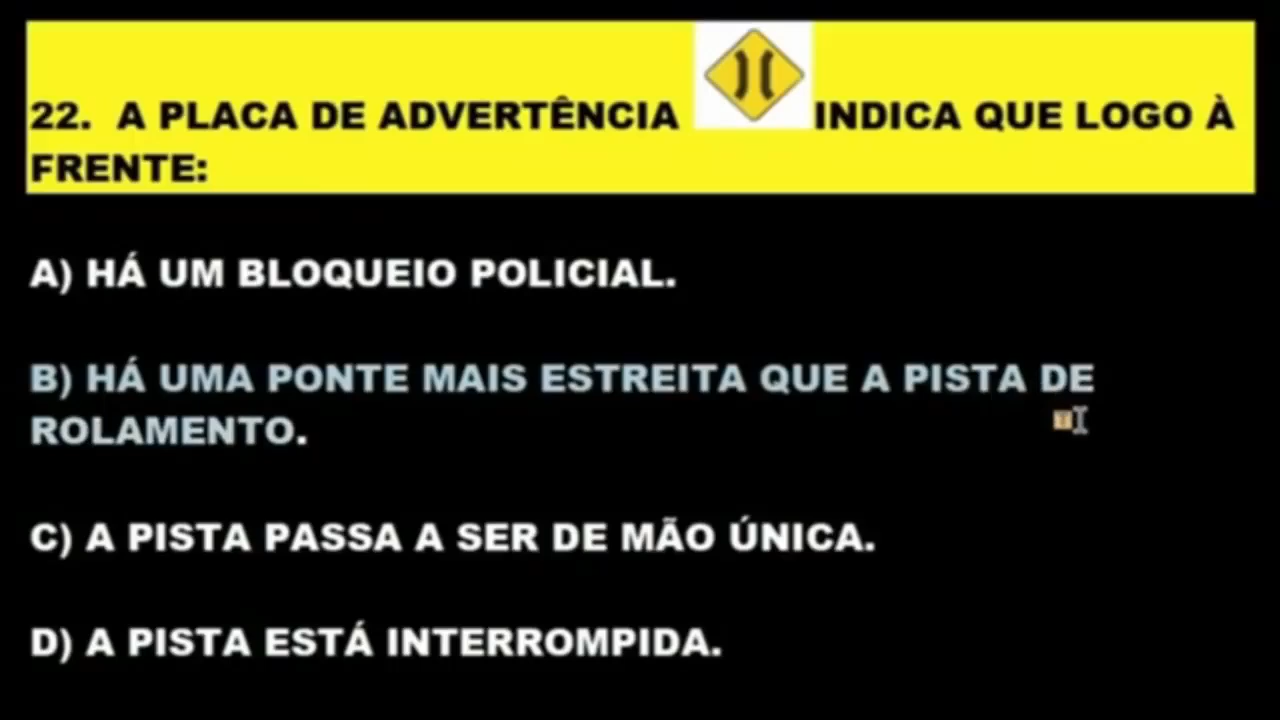 22. A PLACA DE ADVERTÊNCIA INDICA QUE LOGO À
FRENTE:
A) HÁ UM BLOQUEIO POLICIAL.
B) HÁ UMA PONTE MAIS ESTREITA QUE A PISTA DE
ROLAMENTO.
C) A PISTA PASSA A SER DE MÃO ÚNICA.
D) A PISTA ESTÁ INTERROMPIDA.